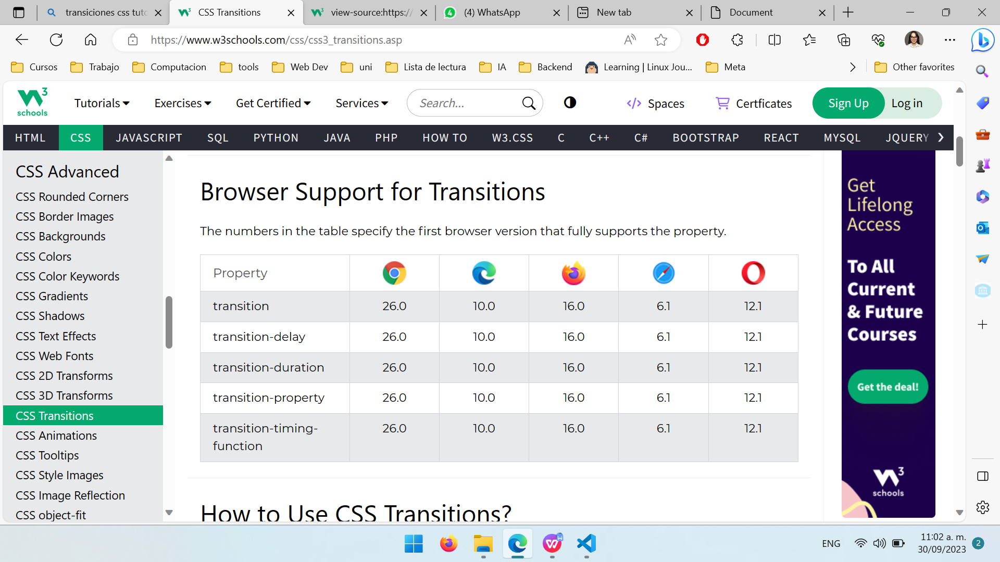 transiciones css tuto
CSS Transitions
view-source:https://
(4) WhatsApp
New tab
Document
https://www.w3schools.com/css/css3_transitions.asp
Cursos
Trabajo
Computacion
tools
Web Dev
uni
Lista de lectura
IA
Backend
Learning | Linux Jou...
Meta
Other favorites
W3 schools
Tutorials
Exercises
Get Certified
Services
Search...
Spaces
Certficates
Sign Up
Log in
HTML
CSS
JAVASCRIPT
SQL
PYTHON
JAVA
PHP
HOW TO
W3.CSS
C
C++
C#
BOOTSTRAP
REACT
MYSQL
JQUERY
CSS Advanced
CSS Rounded Corners
CSS Border Images
CSS Backgrounds
CSS Colors
CSS Color Keywords
CSS Gradients
CSS Shadows
CSS Text Effects
CSS Web Fonts
CSS 2D Transforms
CSS 3D Transforms
CSS Transitions
CSS Animations
CSS Tooltips
CSS Style Images
CSS Image Reflection
CSS object-fit
Browser Support for Transitions
The numbers in the table specify the first browser version that fully supports the property.
Property
transition 26.0 10.0 16.0 6.1 12.1
transition-delay 26.0 10.0 16.0 6.1 12.1
transition-duration 26.0 10.0 16.0 6.1 12.1
transition-property 26.0 10.0 16.0 6.1 12.1
transition-timing- 26.0 10.0 16.0 6.1 12.1
function
How to Use CSS Transitions?
Get
Lifelong
Access
To All
Current
& Future
Courses
Get the deal!
W3
schools
ENG
11:02 a. m.
30/09/2023
2